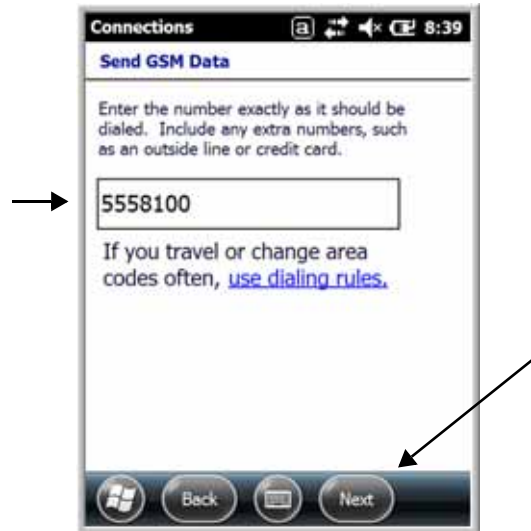 Connections a 8:39
Send GSM Data
Enter the number exactly as it should be
dialed. Include any extra numbers, such
as an outside line or credit card.
5558100
If you travel or change area
codes often, use dialing rules.
Back Next